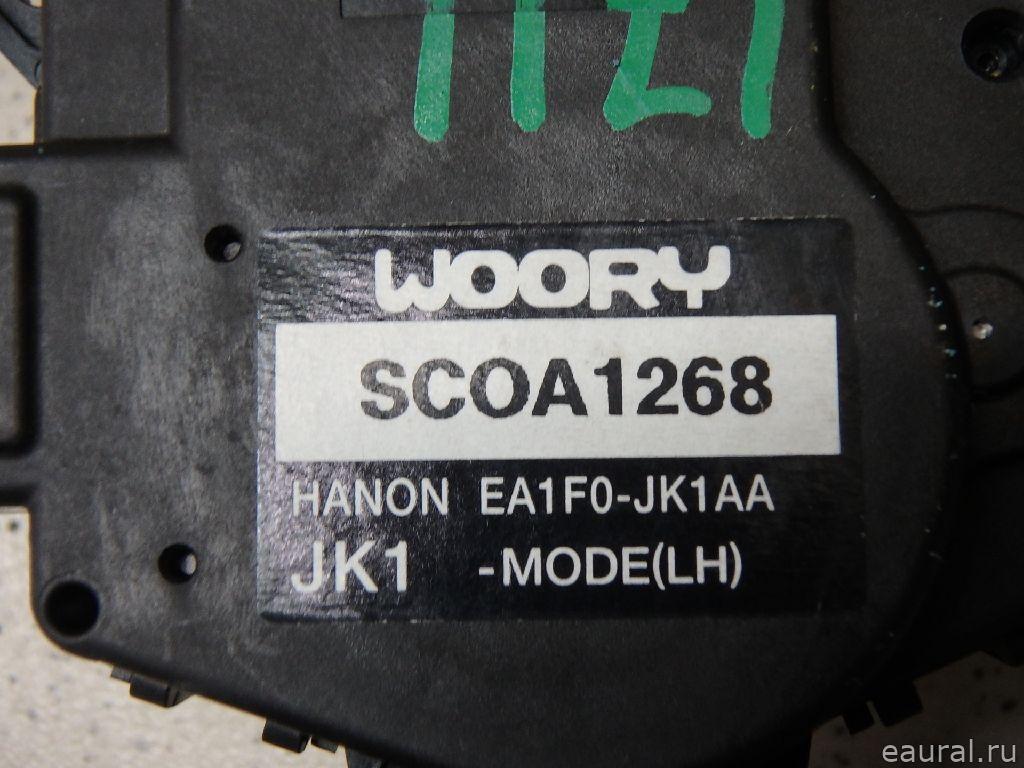 WOORY
SCOA1268
HANON EA1F0-JK1AA
JK1 -MODE(LH)
eaural.ru